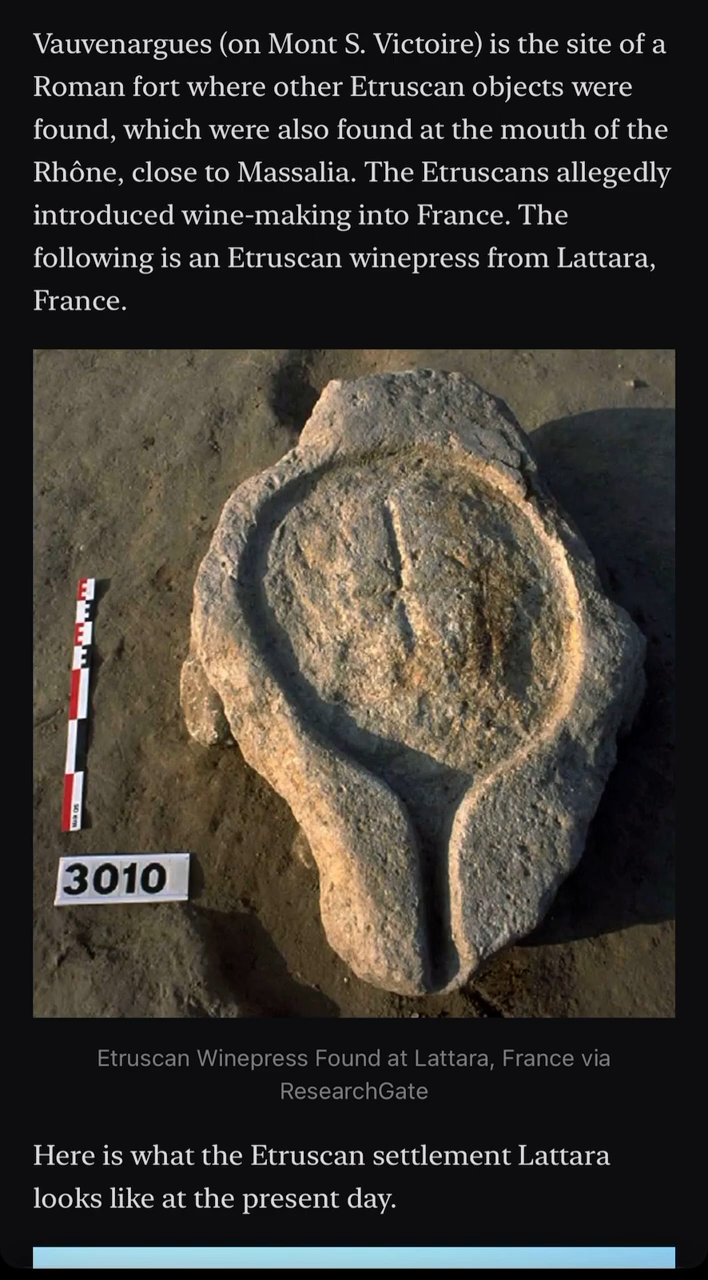 Vauvenargues (on Mont S. Victoire) is the site of a
Roman fort where other Etruscan objects were
found, which were also found at the mouth of the
Rhône, close to Massalia. The Etruscans allegedly
introduced wine-making into France. The
following is an Etruscan winepress from Lattara,
France.
3010
Etruscan Winepress Found at Lattara, France via
ResearchGate
Here is what the Etruscan settlement Lattara
looks like at the present day.